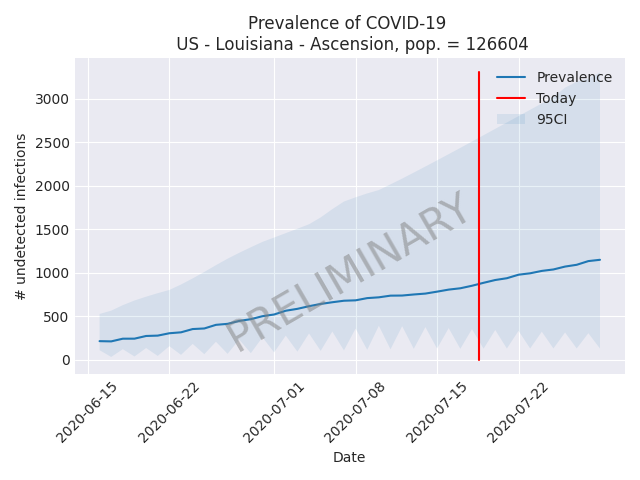 Prevalence of COVID-19
US - Louisiana - Ascension, pop. = 126604
Prevalence
Today
95CI
3000
2500
2000
1500
1000
500
0
# undetected infections
PRELIMINARY
2020-06-15
2020-06-22
2020-07-01
2020-07-08
2020-07-15
2020-07-22
Date